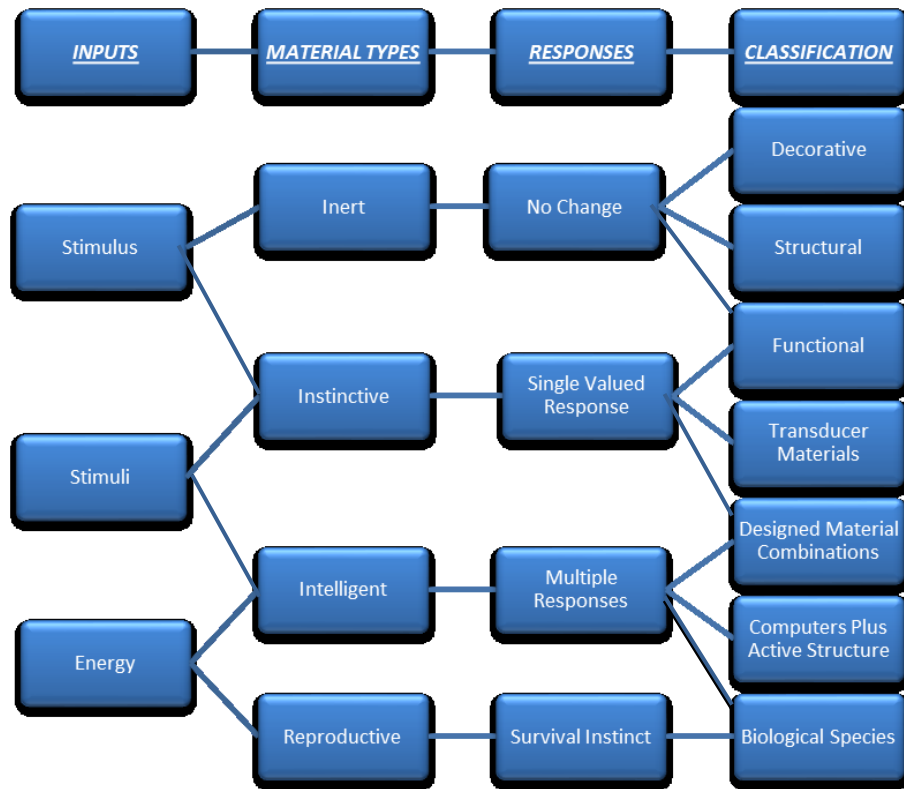 INPUTS
MATERIAL TYPES
RESPONSES
CLASSIFICATION
Decorative
Inert
No Change
Stimulus
Structural
Functional
Instinctive
Single Valued
Response
Transducer
Materials
Stimuli
Designed Material
Combinations
Intelligent
Multiple
Responses
Computers Plus
Active Structure
Energy
Reproductive
Survival Instinct
Biological Species